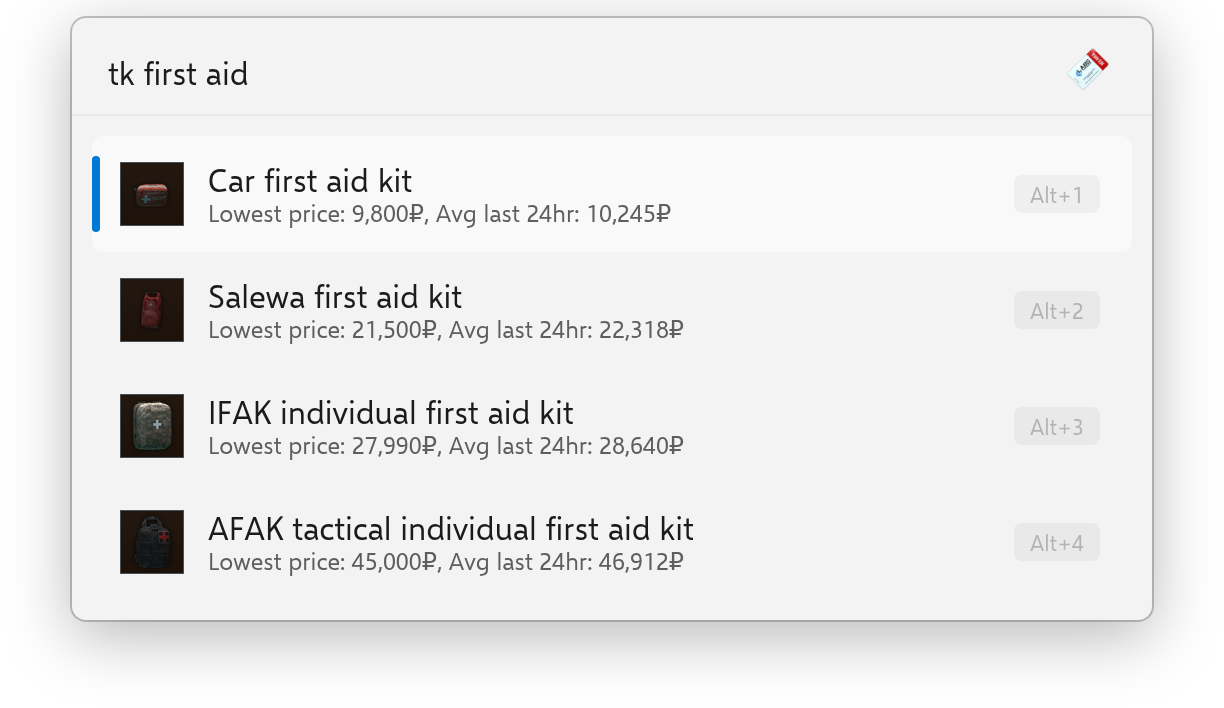 tk first aid
Car first aid kit
Lowest price: 9,800₽, Avg last 24hr: 10,245₽
Alt+1
Salewa first aid kit
Lowest price: 21,500₽, Avg last 24hr: 22,318₽
Alt+2
IFAK individual first aid kit
Lowest price: 27,990₽, Avg last 24hr: 28,640₽
Alt+3
AFAK tactical individual first aid kit
Lowest price: 45,000₽, Avg last 24hr: 46,912₽
Alt+4